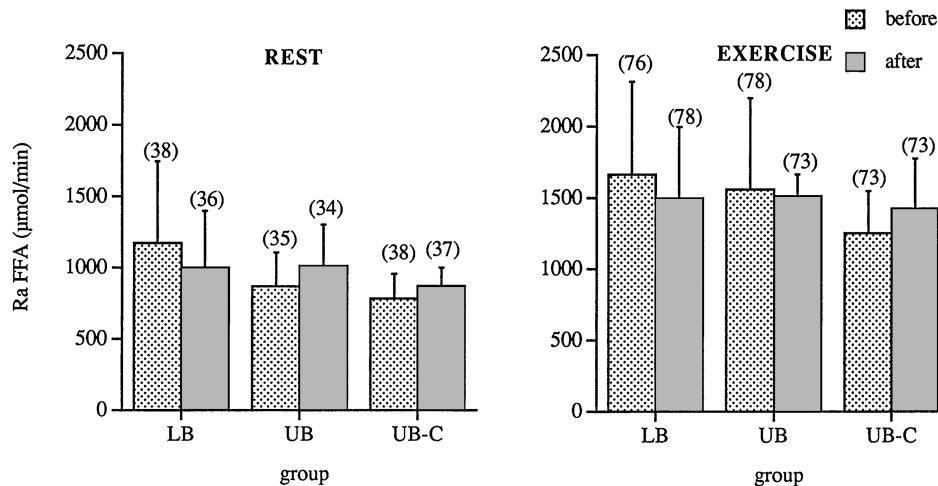 before
after
REST
EXERCISE
Ra FFA (µmol/min)
2500
2000
1500
1000
500
0
(38)
(36)
(35)
(34)
(38)
(37)
LB
UB
UB-C
group
2500
2000
1500
1000
500
0
(76)
(78)
(78)
(73)
(73)
(73)
LB
UB
UB-C
group